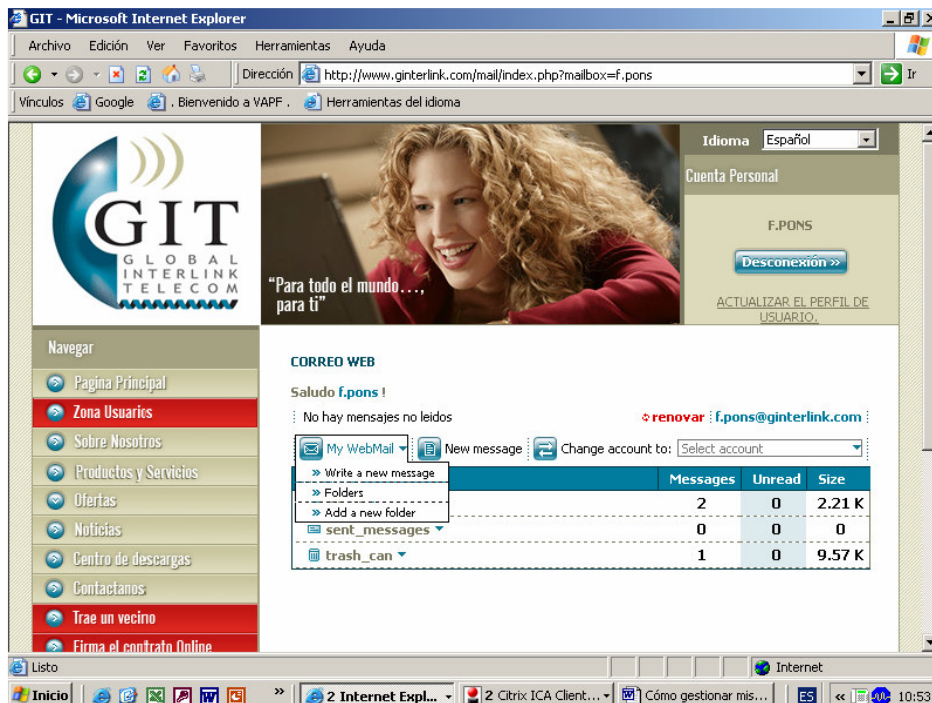 GIT - Microsoft Internet Explorer
Archivo Edición Ver Favoritos Herramientas Ayuda
Dirección http://www.ginterlink.com/mail/index.php?mailbox=f.pons Ir
Vínculos Google . Bienvenido a VAPF . Herramientas del idioma
GIT
GLOBAL
INTERLINK
TELECOM
“Para todo el mundo...,
para ti”
Idioma Español
Cuenta Personal
F.PONS
Desconexión »
ACTUALIZAR EL PERFIL DE
USUARIO.
Navegar
Pagina Principal
Zona Usuarios
Sobre Nosotros
Productos y Servicios
Ofertas
Noticias
Centro de descargas
Contactanos
Trae un vecino
Firma el contrato Online
CORREO WEB
Saludo f.pons !
No hay mensajes no leidos renovar f.pons@ginterlink.com
My WebMail New message Change account to: Select account
» Write a new message
» Folders
» Add a new folder
Messages Unread Size
2 0 2.21 K
sent_messages 0 0 0
trash_can 1 0 9.57 K
Listo Internet
Inicio » 2 Internet Expl... 2 Citrix ICA Client... Cómo gestionar mis... ES « 10:53